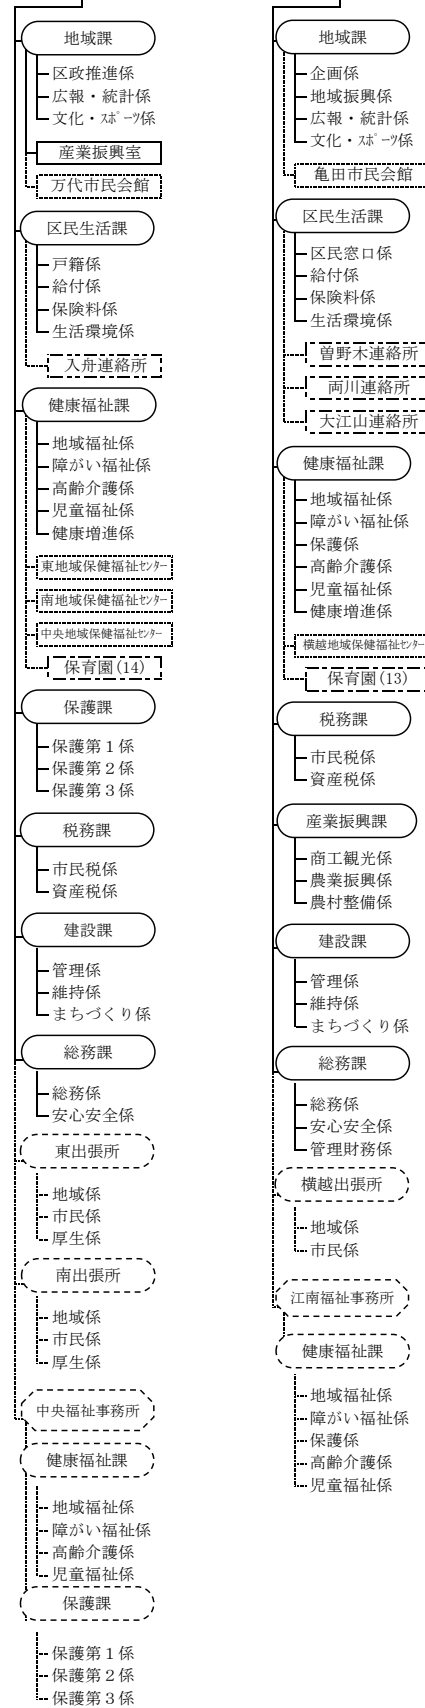 地域課
区政推進係
広報・統計係
文化・ｽﾎﾟｰﾂ係
産業振興室
万代市民会館
区民生活課
戸籍係
給付係
保険料係
生活環境係
入舟連絡所
健康福祉課
地域福祉係
障がい福祉係
高齢介護係
児童福祉係
健康増進係
東地域保健福祉ｾﾝﾀｰ
南地域保健福祉ｾﾝﾀｰ
中央地域保健福祉ｾﾝﾀｰ
保育園(14)
保護課
保護第１係
保護第２係
保護第３係
税務課
市民税係
資産税係
建設課
管理係
維持係
まちづくり係
総務課
総務係
安心安全係
東出張所
地域係
市民係
厚生係
南出張所
地域係
市民係
厚生係
中央福祉事務所
健康福祉課
地域福祉係
障がい福祉係
高齢介護係
児童福祉係
保護課
保護第１係
保護第２係
保護第３係
地域課
企画係
地域振興係
広報・統計係
文化・ｽﾎﾟｰﾂ係
亀田市民会館
区民生活課
区民窓口係
給付係
保険料係
生活環境係
曽野木連絡所
両川連絡所
大江山連絡所
健康福祉課
地域福祉係
障がい福祉係
保護係
高齢介護係
児童福祉係
健康増進係
横越地域保健福祉ｾﾝﾀｰ
保育園(13)
税務課
市民税係
資産税係
産業振興課
商工観光係
農業振興係
農村整備係
建設課
管理係
維持係
まちづくり係
総務課
総務係
安心安全係
管理財務係
横越出張所
地域係
市民係
江南福祉事務所
健康福祉課
地域福祉係
障がい福祉係
保護係
高齢介護係
児童福祉係